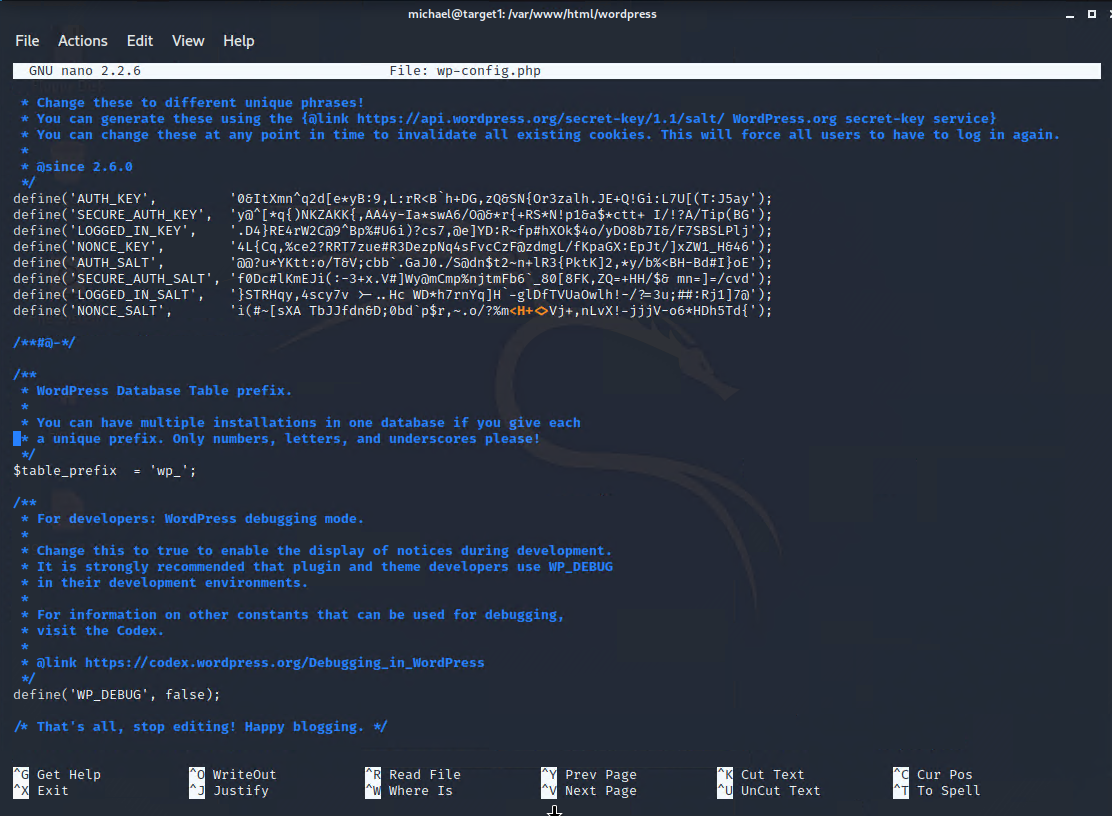 michael@target1: /var/www/html/wordpress
File Actions Edit View Help
GNU nano 2.2.6 File: wp-config.php
* Change these to different unique phrases!
* You can generate these using the {@link https://api.wordpress.org/secret-key/1.1/salt/ WordPress.org secret-key service}
* You can change these at any point in time to invalidate all existing cookies. This will force all users to have to log in again.
*
* @since 2.6.0
*/
define('AUTH_KEY', '0&ItXmn^q2d[e*yB:9,L:rR<B`h+DG,zQ&SN{Or3zalh.JE+Q!Gi:L7U[(T:J5ay');
define('SECURE_AUTH_KEY', 'y@^[*q{)NKZAKK{,AA4y-Ia*swA6/O@&*r{+RS*N!p1&a$*ctt+ I/!?A/Tip(BG');
define('LOGGED_IN_KEY', '.D4}RE4rW2C@9^Bp%#U6i)?cs7,@e]YD:R~fp#hXOk$4o/yDO8b7I&/F7SBSLPlj');
define('NONCE_KEY', '4L{Cq,%ce2?RRT7zue#R3DezpNq4sFvcCzF@zdmgL/fKpaGX:EpJt/]xZW1_H&46');
define('AUTH_SALT', '@@?u*YKtt:o/T&V;cbb`.GaJ0./S@dn$t2~n+lR3{PktK]2,*y/b%<BH-Bd#I}oE');
define('SECURE_AUTH_SALT', 'f0Dc#lKmEJi(:-3+x.V#]Wy@mCmp%njtmFb6`_80[8FK,ZQ=+HH/$& mn=]=/cvd');
define('LOGGED_IN_SALT', '}STRHqy,4scy7v >-..Hc WD*h7rnYq]H`-glDfTVUaOwlh!-/?=3u;##:Rj1]7@');
define('NONCE_SALT', 'i(#~[sXA TbJJfdn&D;0bd`p$r,~.o/?%m<H+<>Vj+,nLvX!-jjjV-o6*HDh5Td{');
/**#@-*/
/**
* WordPress Database Table prefix.
*
* You can have multiple installations in one database if you give each
* a unique prefix. Only numbers, letters, and underscores please!
*/
$table_prefix = 'wp_';
/**
* For developers: WordPress debugging mode.
*
* Change this to true to enable the display of notices during development.
* It is strongly recommended that plugin and theme developers use WP_DEBUG
* in their development environments.
*
* For information on other constants that can be used for debugging,
* visit the Codex.
*
* @link https://codex.wordpress.org/Debugging_in_WordPress
*/
define('WP_DEBUG', false);
/* That's all, stop editing! Happy blogging. */
^G Get Help ^O WriteOut ^R Read File ^Y Prev Page ^K Cut Text ^C Cur Pos
^X Exit ^J Justify ^W Where Is ^V Next Page ^U UnCut Text ^T To Spell